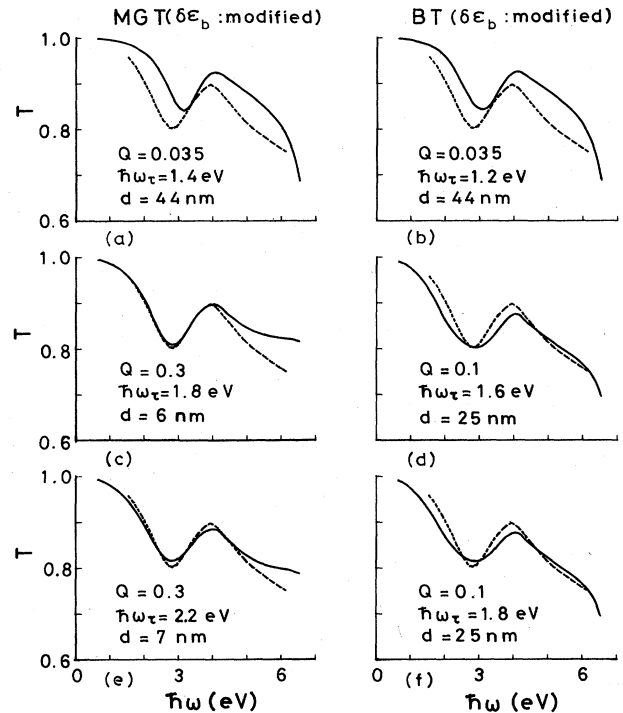 MGT(δε_b : modified)
BT (δε_b : modified)
1.0
T
0.8
0.6
Q = 0.035
ħω_τ = 1.4 eV
d = 44 nm
(a)
Q = 0.035
ħω_τ = 1.2 eV
d = 44 nm
(b)
1.0
T
0.8
0.6
Q = 0.3
ħω_τ = 1.8 eV
d = 6 nm
(c)
Q = 0.1
ħω_τ = 1.6 eV
d = 25 nm
(d)
1.0
T
0.8
0.6
Q = 0.3
ħω_τ = 2.2 eV
d = 7 nm
(e)
Q = 0.1
ħω_τ = 1.8 eV
d = 25 nm
(f)
0 3 6
0 3 6
ħω (eV)
ħω (eV)